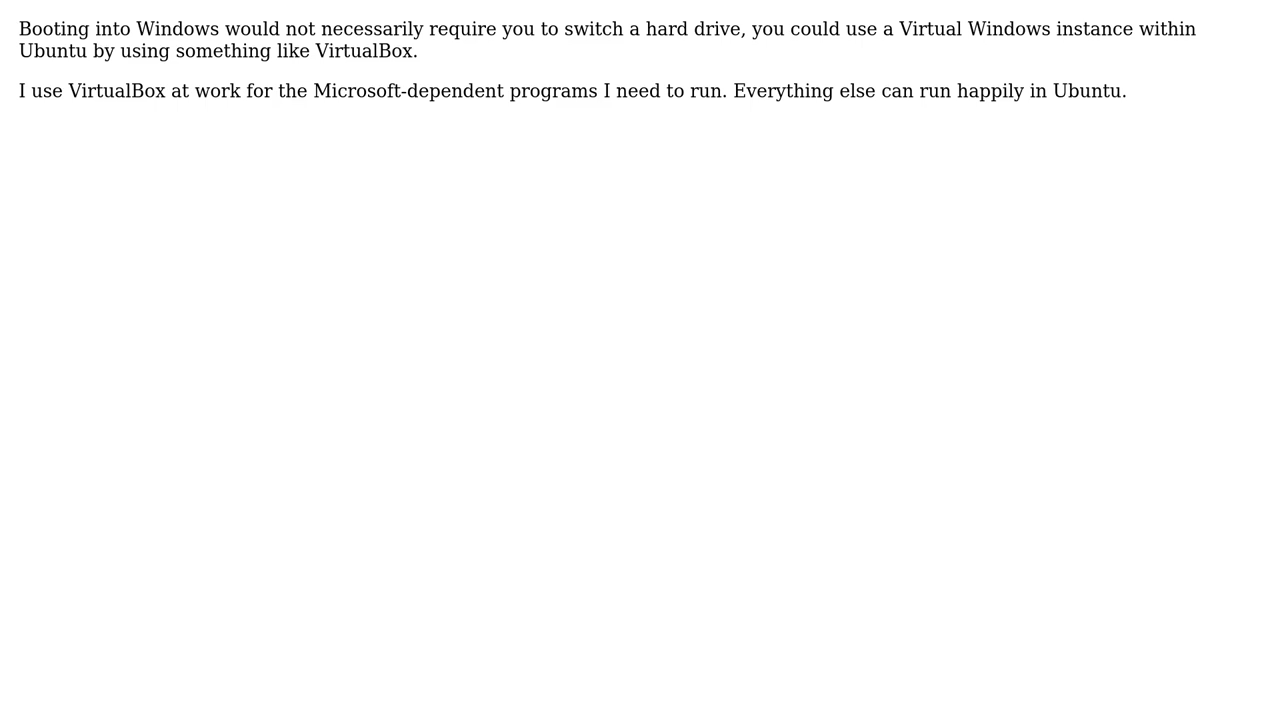 Booting into Windows would not necessarily require you to switch a hard drive, you could use a Virtual Windows instance within
Ubuntu by using something like VirtualBox.
I use VirtualBox at work for the Microsoft-dependent programs I need to run. Everything else can run happily in Ubuntu.